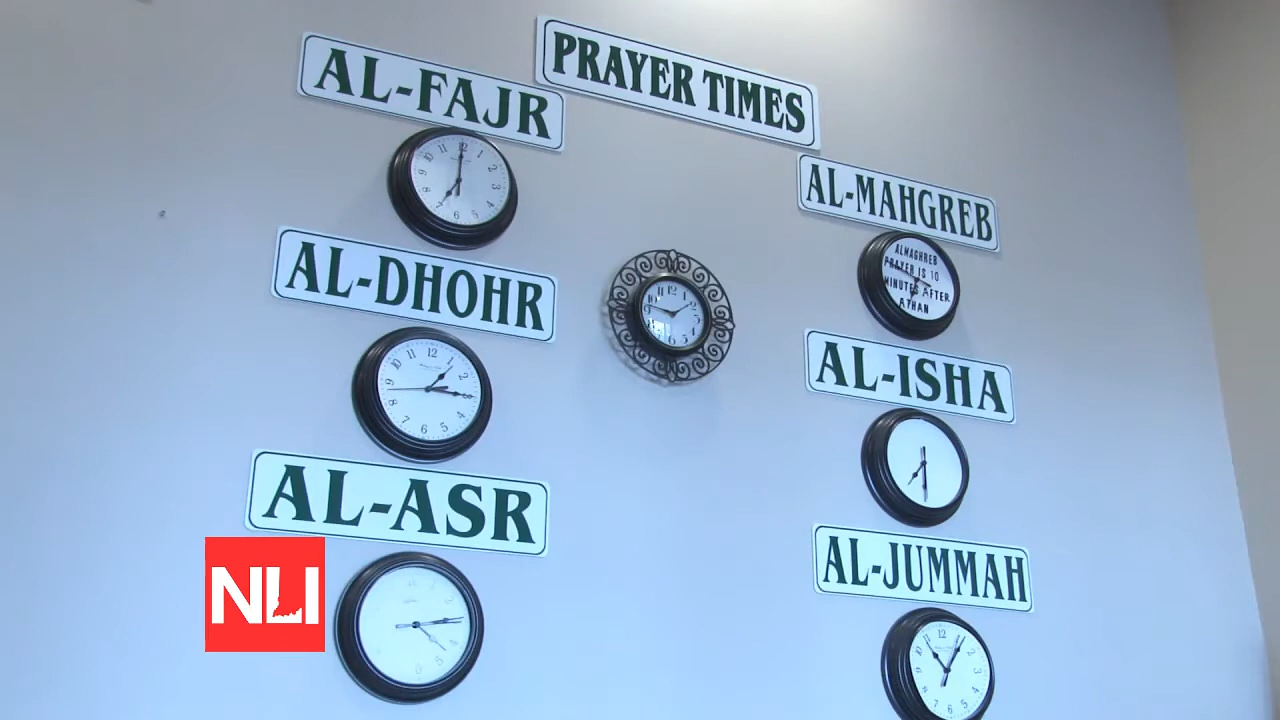 PRAYER TIMES
AL-FAJR
AL-DHOHR
AL-ASR
AL-MAHGREB
ALMAGHREB
PRAYER IS 10
MINUTES AFTER
ATHAN
AL-ISHA
AL-JUMMAH
NLI